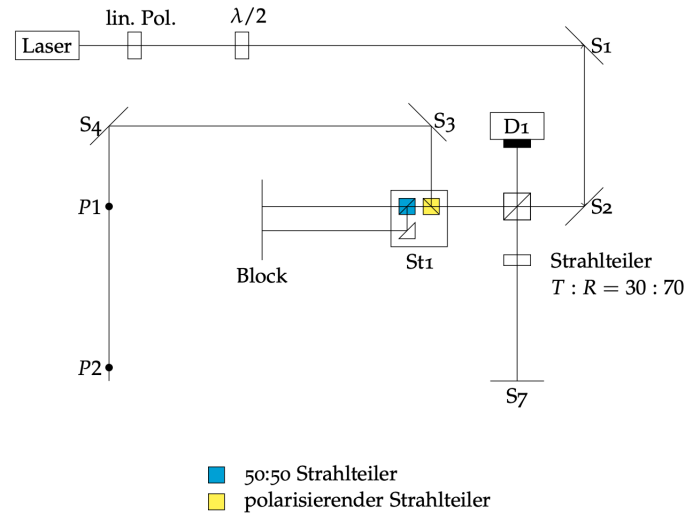 lin. Pol.
λ/2
Laser
S1
S4
S3
D1
P1
S2
St1
Block
Strahlteiler
T : R = 30 : 70
P2
S7
50:50 Strahlteiler
polarisierender Strahlteiler